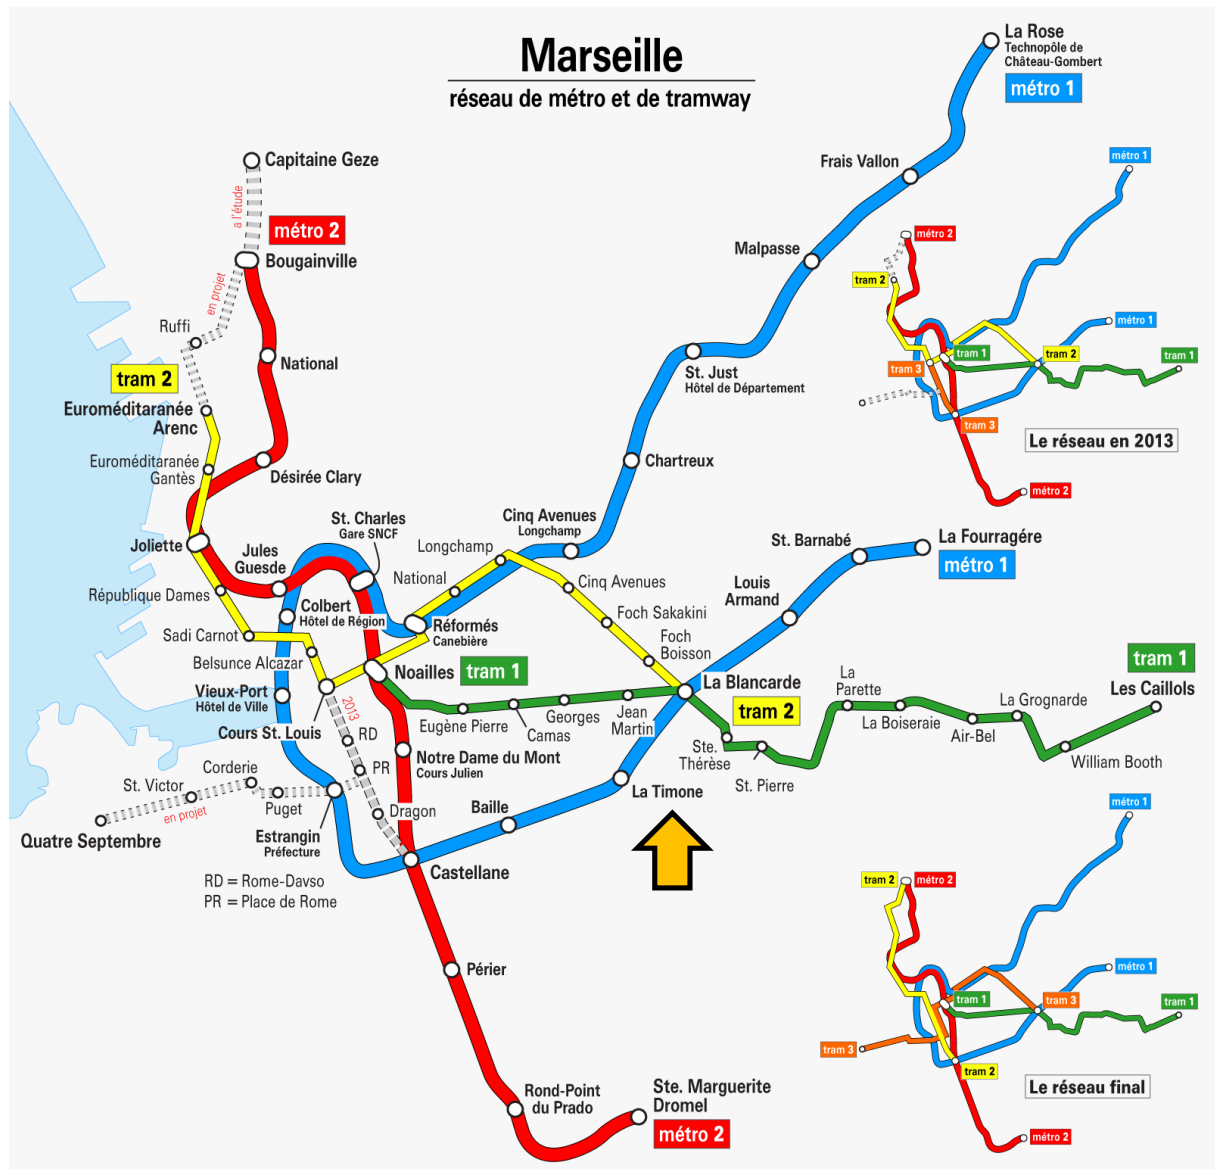 Marseille
réseau de métro et de tramway
La Rose
Technopôle de
Château-Gombert
métro 1
Frais Vallon
Malpasse
St. Just
Hôtel de Département
Chartreux
Cinq Avenues
Longchamp
Capitaine Geze
a l'étude
métro 2
Bougainville
en projet
Ruffi
National
tram 2
Euroméditaranée
Arenc
Euroméditaranée
Gantès
Désirée Clary
Joliette
Jules
Guesde
St. Charles
Gare SNCF
Longchamp
National
République Dames
Colbert
Hôtel de Région
Réformés
Canebière
Sadi Carnot
Belsunce Alcazar
Noailles
tram 1
Vieux-Port
Hôtel de Ville
Cours St. Louis
2013
RD
PR
Dragon
Notre Dame du Mont
Cours Julien
Corderie
St. Victor
Puget
en projet
Quatre Septembre
Estrangin
Préfecture
RD = Rome-Davso
PR = Place de Rome
Castellane
Baille
La Timone
Eugène Pierre
Camas
Georges
Jean
Martin
Cinq Avenues
Foch Sakakini
Foch
Boisson
La Blancarde
tram 2
Louis
Armand
St. Barnabé
La Fourragére
métro 1
Ste.
Thérèse
St. Pierre
La
Parette
La Boiseraie
Air-Bel
La Grognarde
William Booth
tram 1
Les Caillols
Périer
Rond-Point
du Prado
Ste. Marguerite
Dromel
métro 2
métro 1
métro 2
tram 2
métro 1
tram 1
tram 2
tram 1
tram 3
tram 3
Le réseau en 2013
métro 2
métro 1
tram 2
métro 2
métro 1
tram 1
tram 3
tram 1
tram 3
tram 2
Le réseau final
métro 2